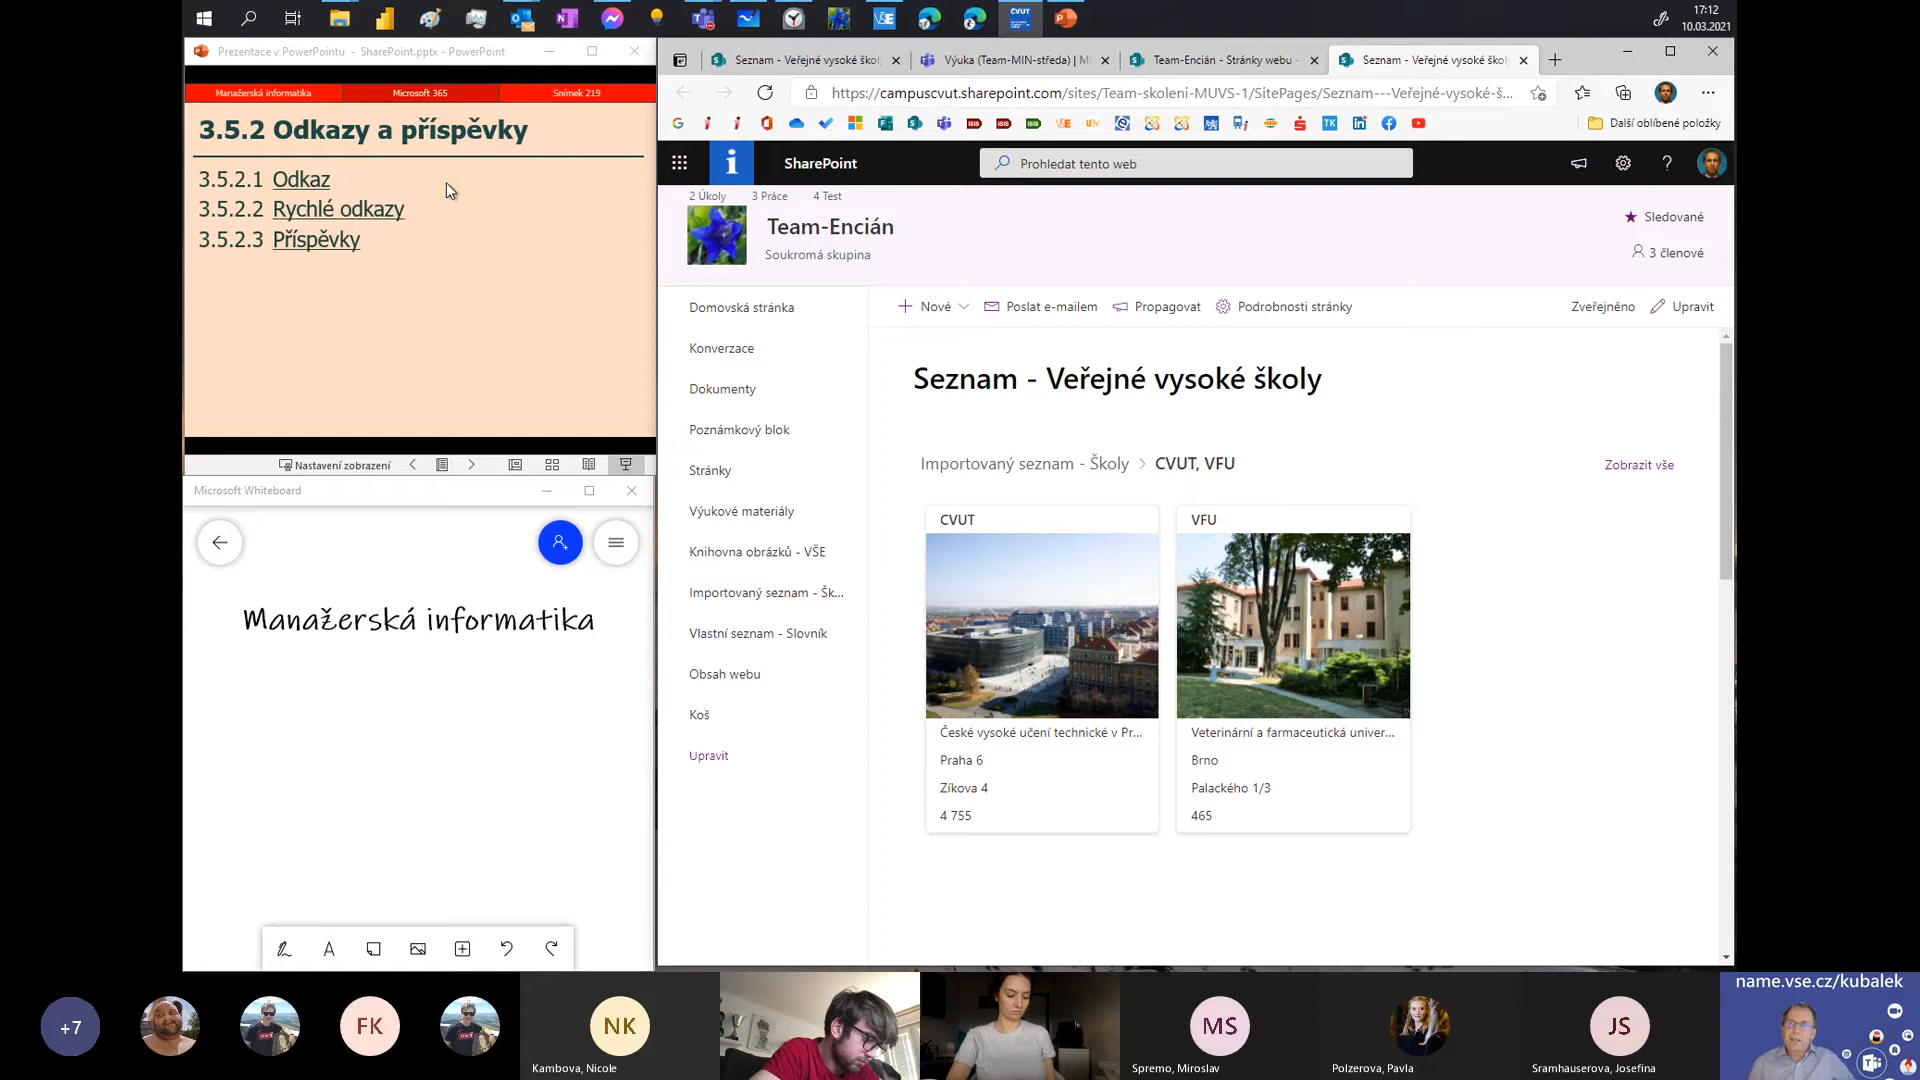 17:12
10.03.2021
Prezentace v PowerPointu - SharePoint.pptx - PowerPoint
Manažerská informatika
Microsoft 365
Snímek 219
3.5.2 Odkazy a příspěvky
3.5.2.1 Odkaz
3.5.2.2 Rychlé odkazy
3.5.2.3 Příspěvky
Nastavení zobrazení
Microsoft Whiteboard
Manažerská informatika
Seznam - Veřejné vysoké škol
Výuka (Team-MIN-středa) | M
Team-Encián - Stránky webu -
Seznam - Veřejné vysoké škol
https://campuscvut.sharepoint.com/sites/Team-skoleni-MUVS-1/SitePages/Seznam---Veřejné-vysoké-š...
Další oblíbené položky
SharePoint
Prohledat tento web
2 Úkoly
3 Práce
4 Test
Team-Encián
Soukromá skupina
Sledované
3 členové
Domovská stránka
Konverzace
Dokumenty
Poznámkový blok
Stránky
Výukové materiály
Knihovna obrázků - VŠE
Importovaný seznam - Šk...
Vlastní seznam - Slovník
Obsah webu
Koš
Upravit
Nové
Poslat e-mailem
Propagovat
Podrobnosti stránky
Zveřejněno
Upravit
Seznam - Veřejné vysoké školy
Importovaný seznam - Školy > CVUT, VFU
Zobrazit vše
CVUT
České vysoké učení technické v Pr...
Praha 6
Zíkova 4
4 755
VFU
Veterinární a farmaceutická univer...
Brno
Palackého 1/3
465
+7
FK
NK
Kambova, Nicole
MS
Spremo, Miroslav
Polzerova, Pavla
JS
Sramhauserova, Josefina
name.vse.cz/kubalek